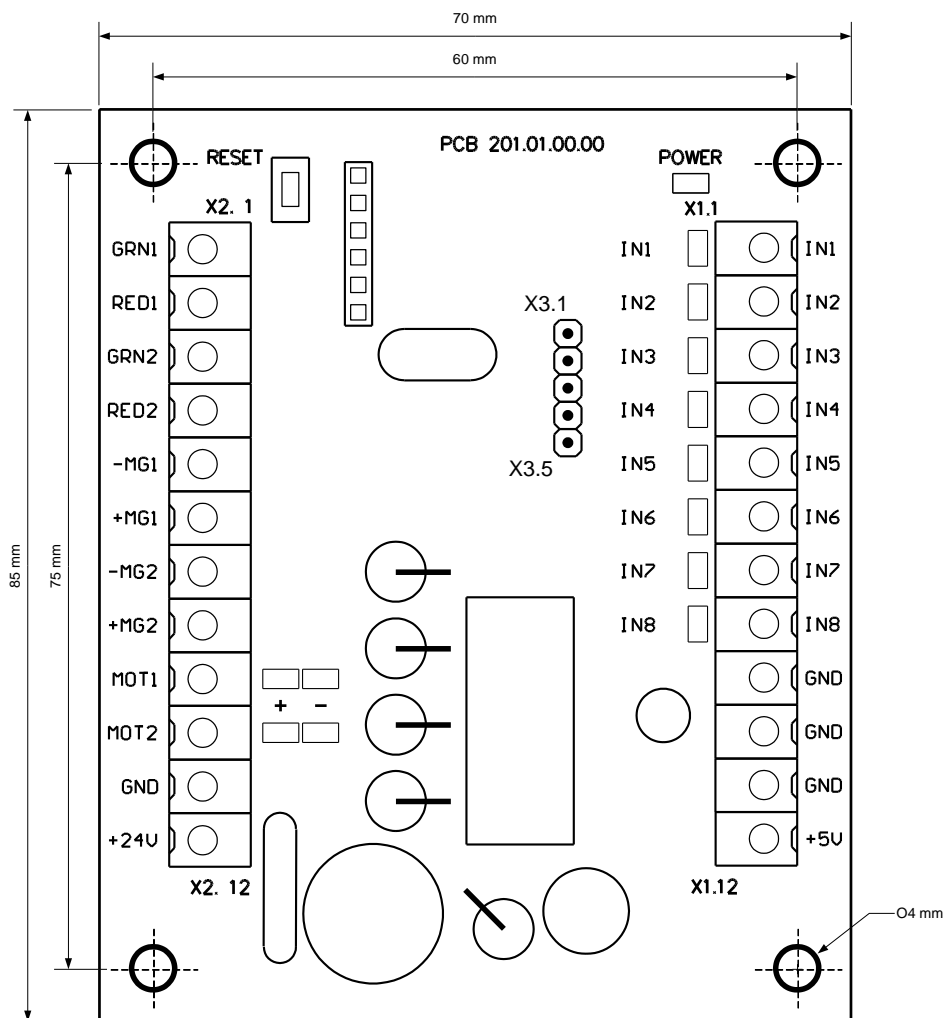 70 mm
60 mm
PCB 201.01.00.00
RESET
POWER
X2. 1
X1.1
GRN1
IN1
IN1
RED1
IN2
IN2
X3.1
GRN2
IN3
IN3
RED2
IN4
IN4
-MG1
X3.5
IN5
IN5
+MG1
IN6
IN6
85 mm
75 mm
-MG2
IN7
IN7
+MG2
IN8
IN8
MOT1
GND
+ -
MOT2
GND
GND
GND
+24V
+5V
X2. 12
X1.12
O4 mm